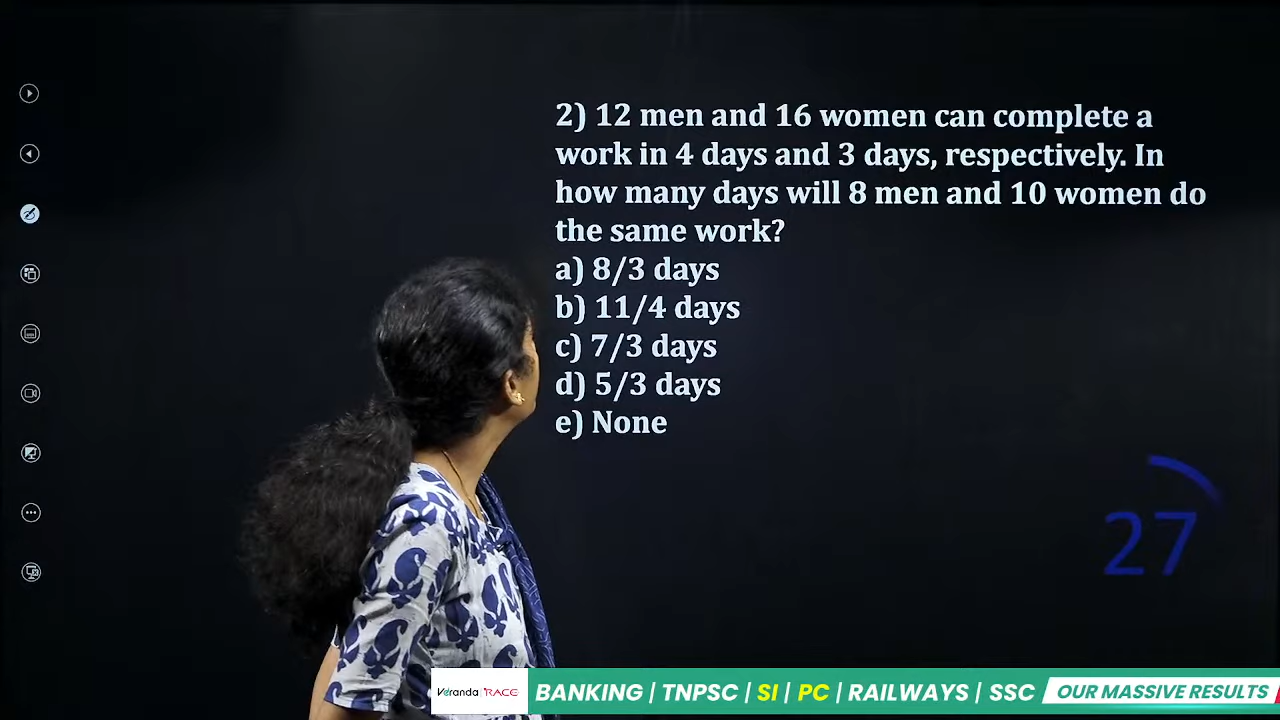 2) 12 men and 16 women can complete a
work in 4 days and 3 days, respectively. In
how many days will 8 men and 10 women do
the same work?
a) 8/3 days
b) 11/4 days
c) 7/3 days
d) 5/3 days
e) None
27
Veranda RACE
BANKING | TNPSC | SI | PC | RAILWAYS | SSC
OUR MASSIVE RESULTS